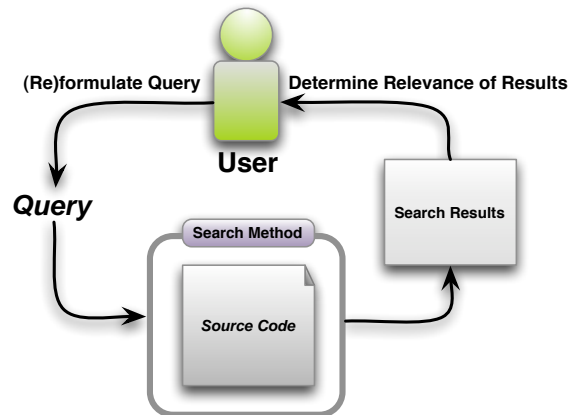 (Re)formulate Query
Determine Relevance of Results
User
Query
Search Results
Search Method
Source Code